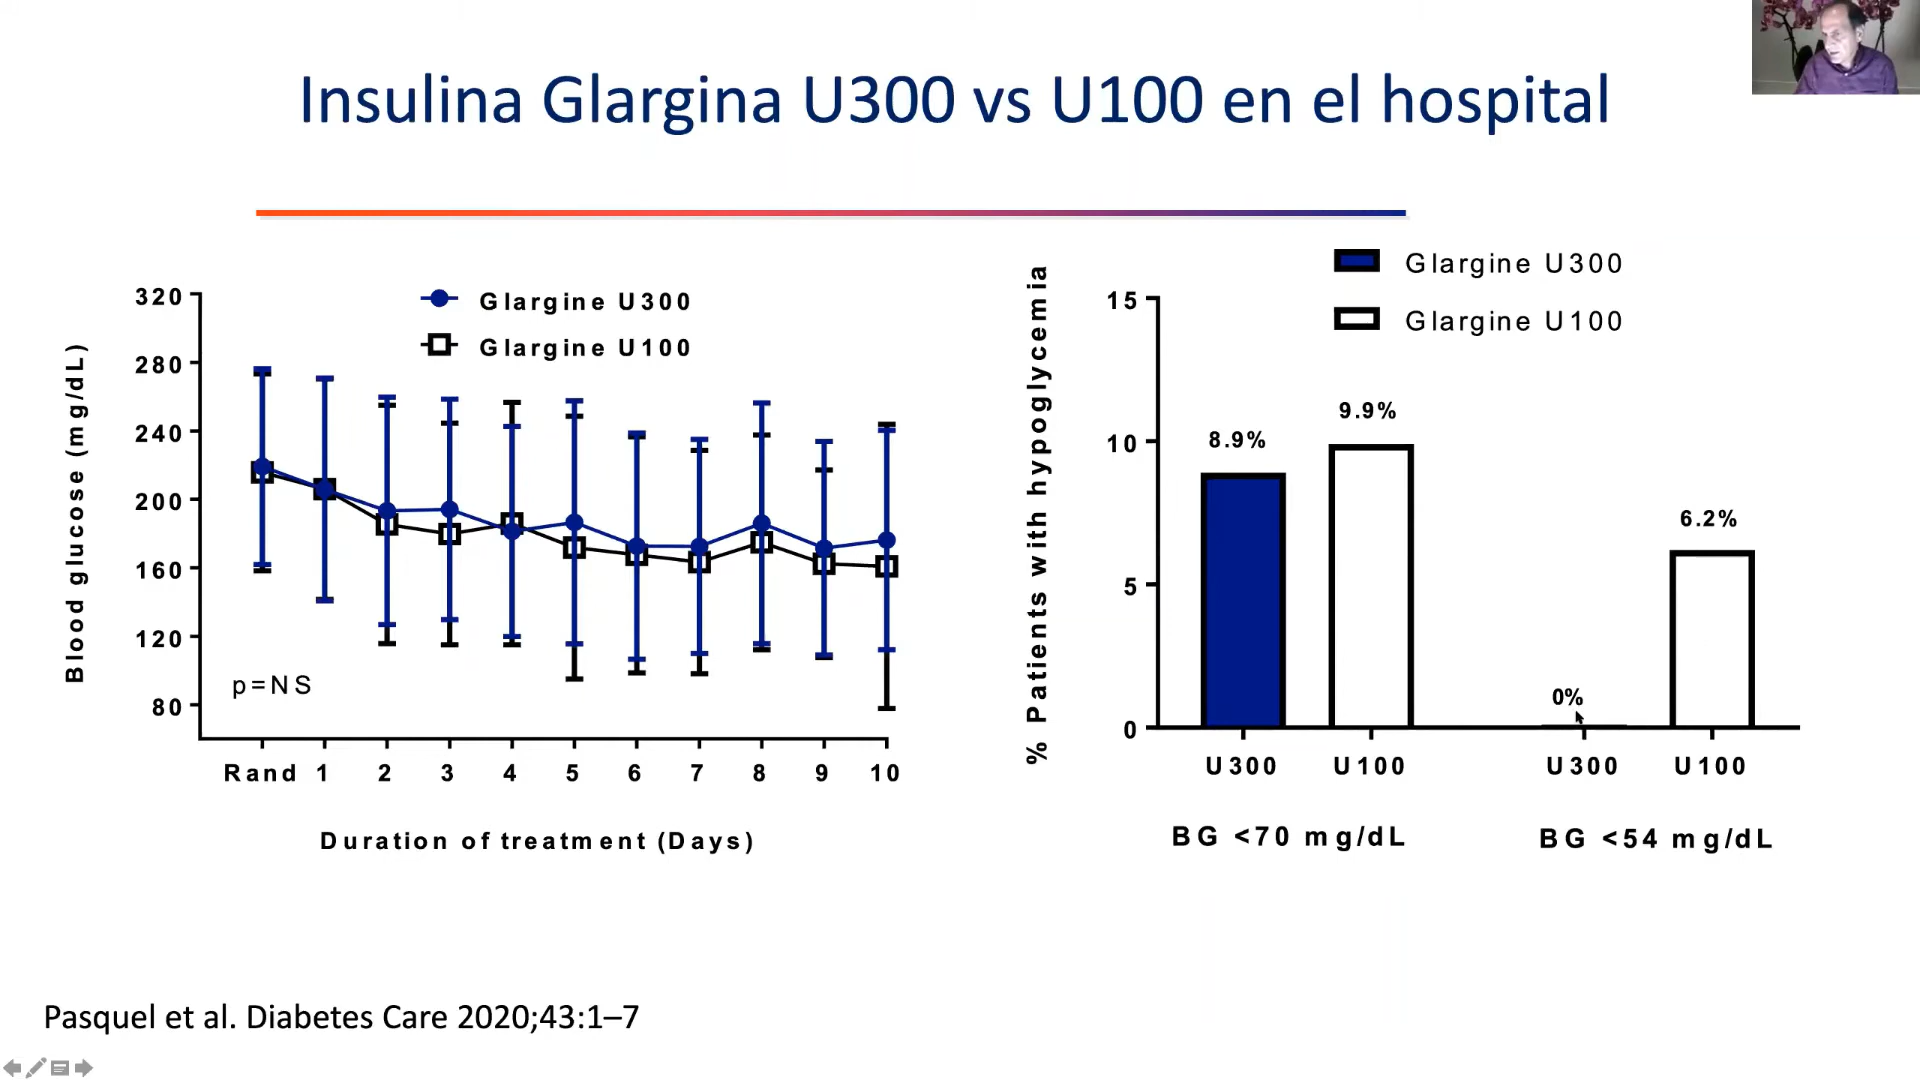 Insulina Glargina U300 vs U100 en el hospital
Glargine U300
Glargine U100
Blood glucose (mg/dL)
320
280
240
200
160
120
80
p=NS
Rand 1 2 3 4 5 6 7 8 9 10
Duration of treatment (Days)
Glargine U300
Glargine U100
% Patients with hypoglycemia
15
10
5
0
8.9%
9.9%
0%
6.2%
U300 U100 U300 U100
BG <70 mg/dL BG <54 mg/dL
Pasquel et al. Diabetes Care 2020;43:1–7